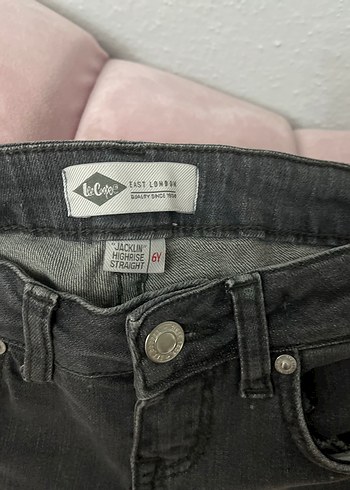 Lee Cooper
EAST LONDON
QUALITY SINCE 1908
"JACKLIN"
HIGHRISE
STRAIGHT
6Y